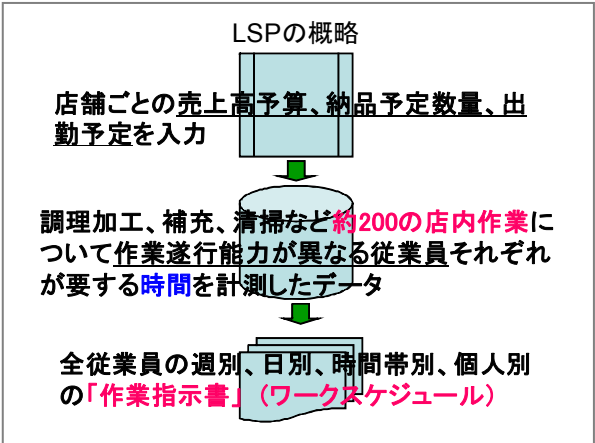 LSPの概略
店舗ごとの売上高予算、納品予定数量、出
勤予定を入力
調理加工、補充、清掃など約200の店内作業に
ついて作業遂行能力が異なる従業員それぞれ
が要する時間を計測したデータ
全従業員の週別、日別、時間帯別、個人別
の「作業指示書」（ワークスケジュール）